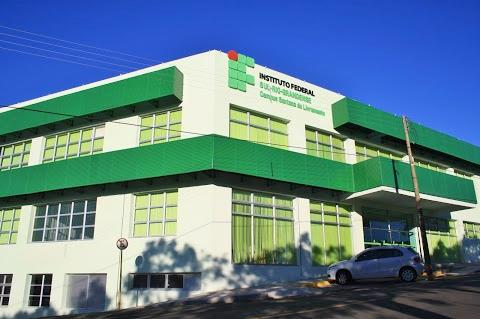 INSTITUTO FEDERAL
SUL-RIO-GRANDENSE
Campus Santana do Livramento